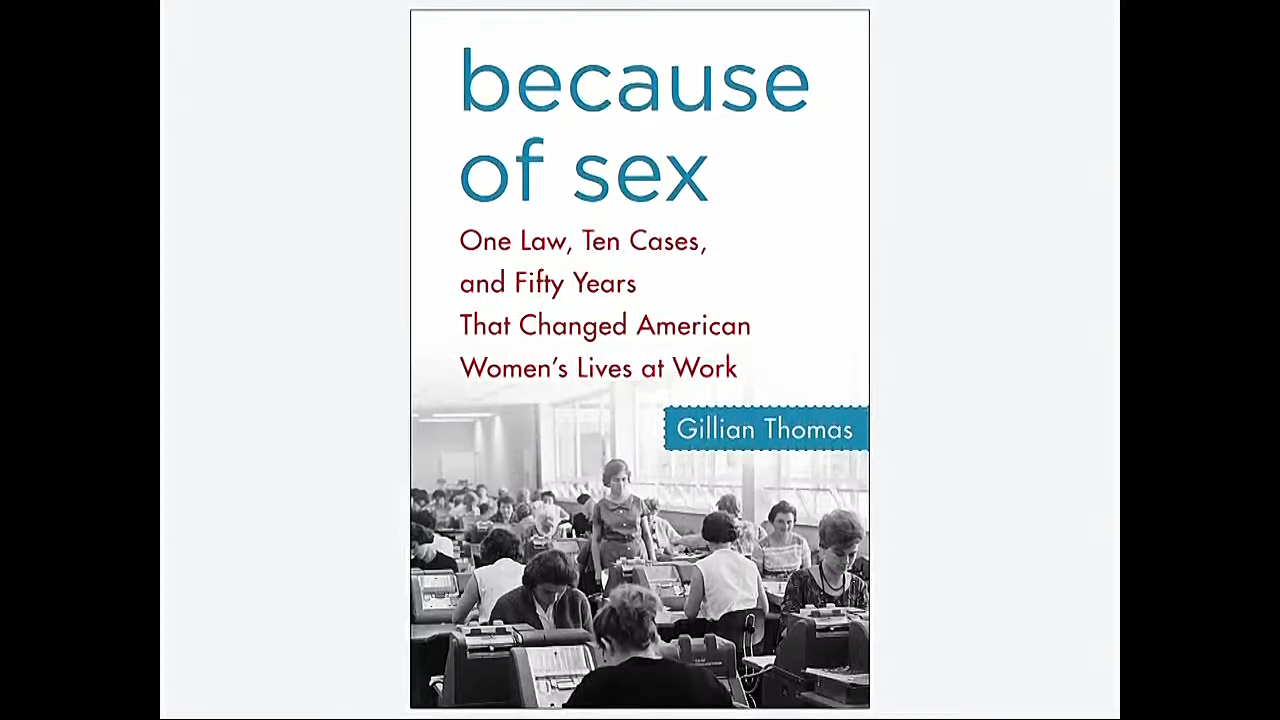 because
of sex
One Law, Ten Cases,
and Fifty Years
That Changed American
Women's Lives at Work
Gillian Thomas